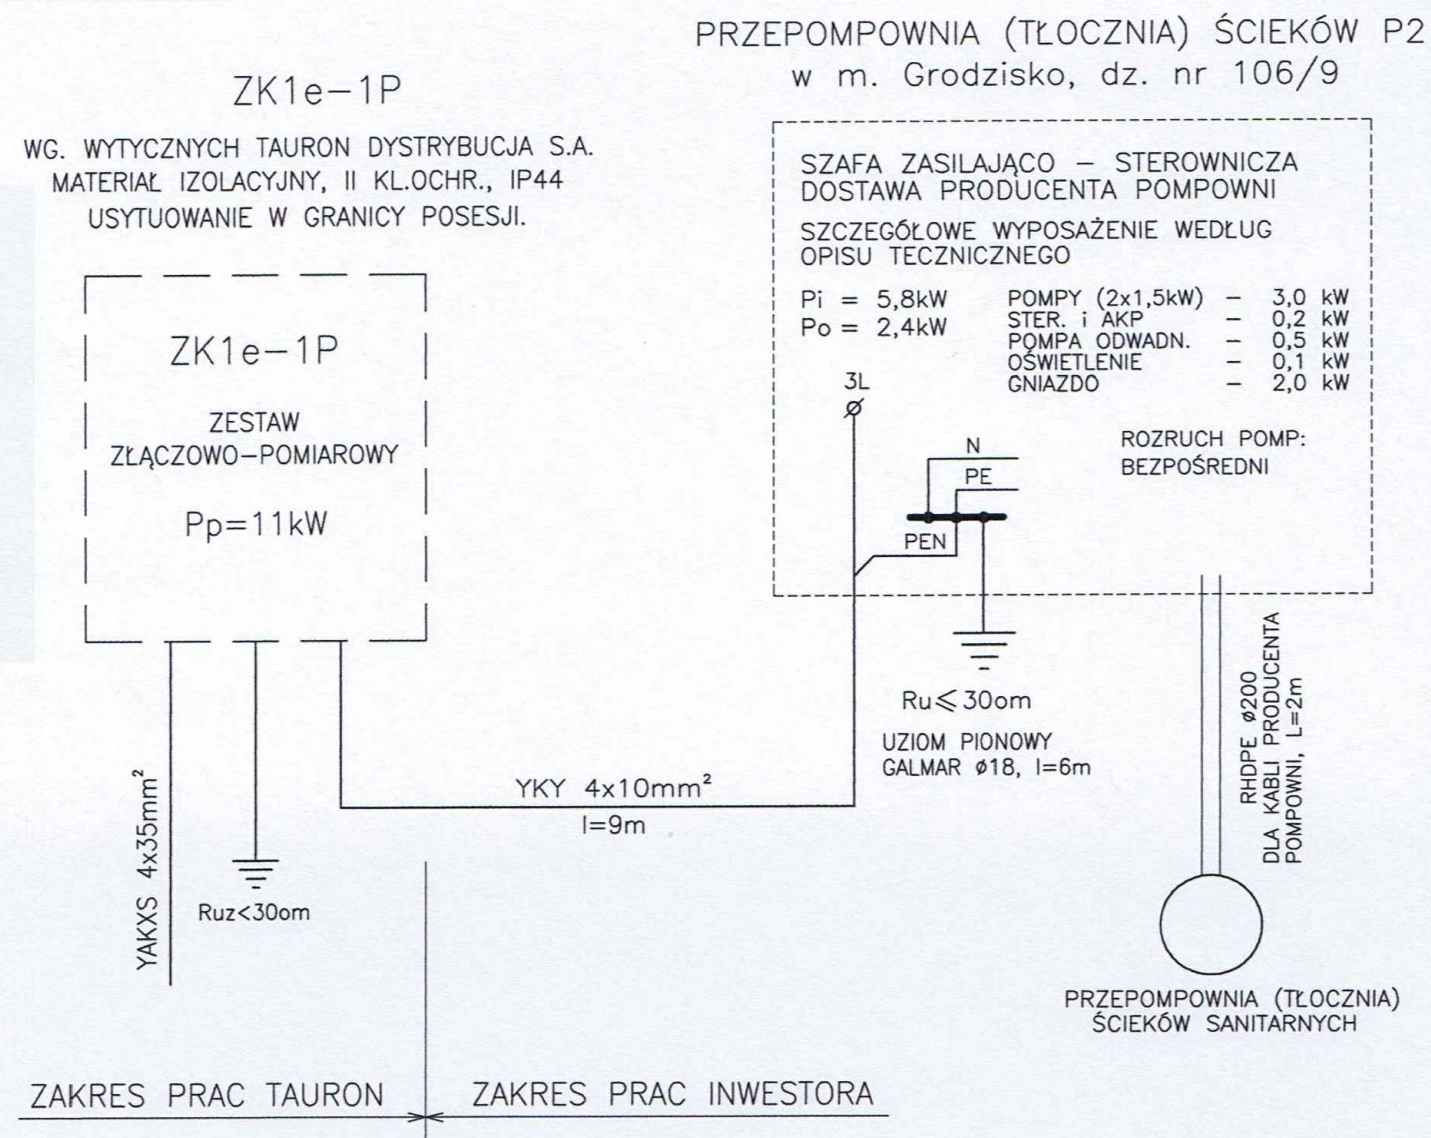 PRZEPOMPOWNIA (TŁOCZNIA) ŚCIEKÓW P2
w m. Grodzisko, dz. nr 106/9
ZK1e-1P
WG. WYTYCZNYCH TAURON DYSTRYBUCJA S.A.
MATERIAŁ IZOLACYJNY, II KL.OCHR., IP44
USYTUOWANIE W GRANICY POSESJI.
ZK1e-1P
ZESTAW
ZŁĄCZOWO-POMIAROWY
Pp=11kW
SZAFA ZASILAJĄCO - STEROWNICZA
DOSTAWA PRODUCENTA POMPOWNI
SZCZEGÓŁOWE WYPOSAŻENIE WEDŁUG
OPISU TECZNICZNEGO
Pi = 5,8kW
Po = 2,4kW
POMPY (2x1,5kW) - 3,0 kW
STER. i AKP - 0,2 kW
POMPA ODWADN. - 0,5 kW
OŚWIETLENIE - 0,1 kW
GNIAZDO - 2,0 kW
3L
N
PE
PEN
ROZRUCH POMP:
BEZPOŚREDNI
Ru⩽30om
UZIOM PIONOWY
GALMAR ø18, l=6m
YKY 4x10mm²
l=9m
YAKXS 4x35mm²
Ruz<30om
RHDPE ø200
DLA KABLI PRODUCENTA
POMPOWNI, L=2m
PRZEPOMPOWNIA (TŁOCZNIA)
ŚCIEKÓW SANITARNYCH
ZAKRES PRAC TAURON
ZAKRES PRAC INWESTORA